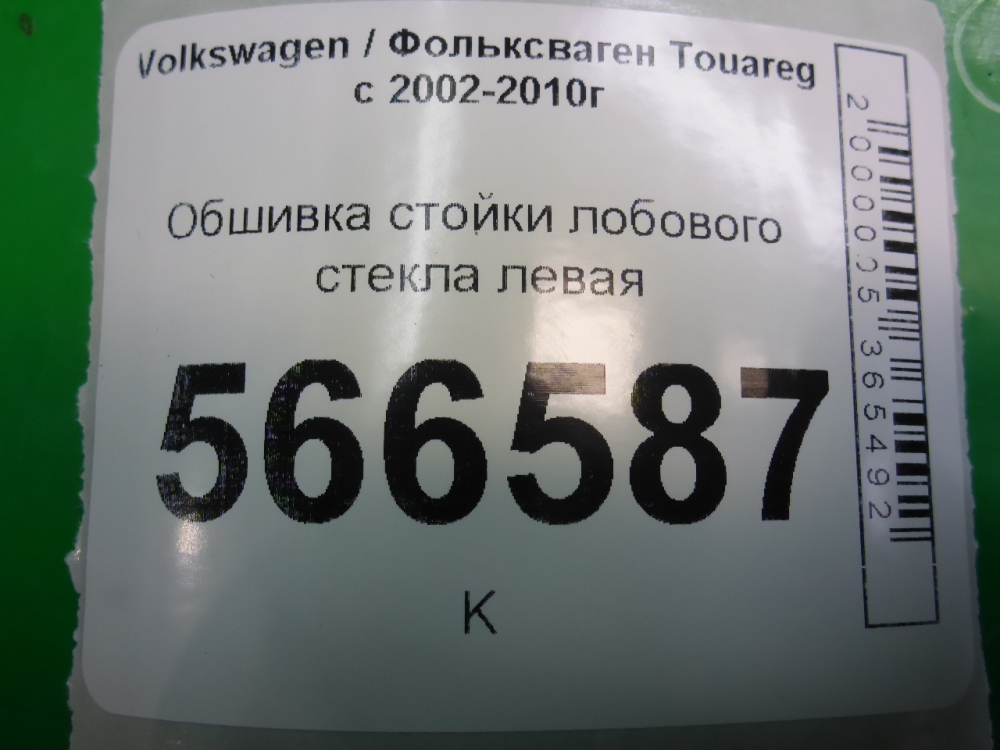 Volkswagen / Фольксваген Touareg
с 2002-2010г
Обшивка стойки лобового
стекла левая
566587
К
2000005365492